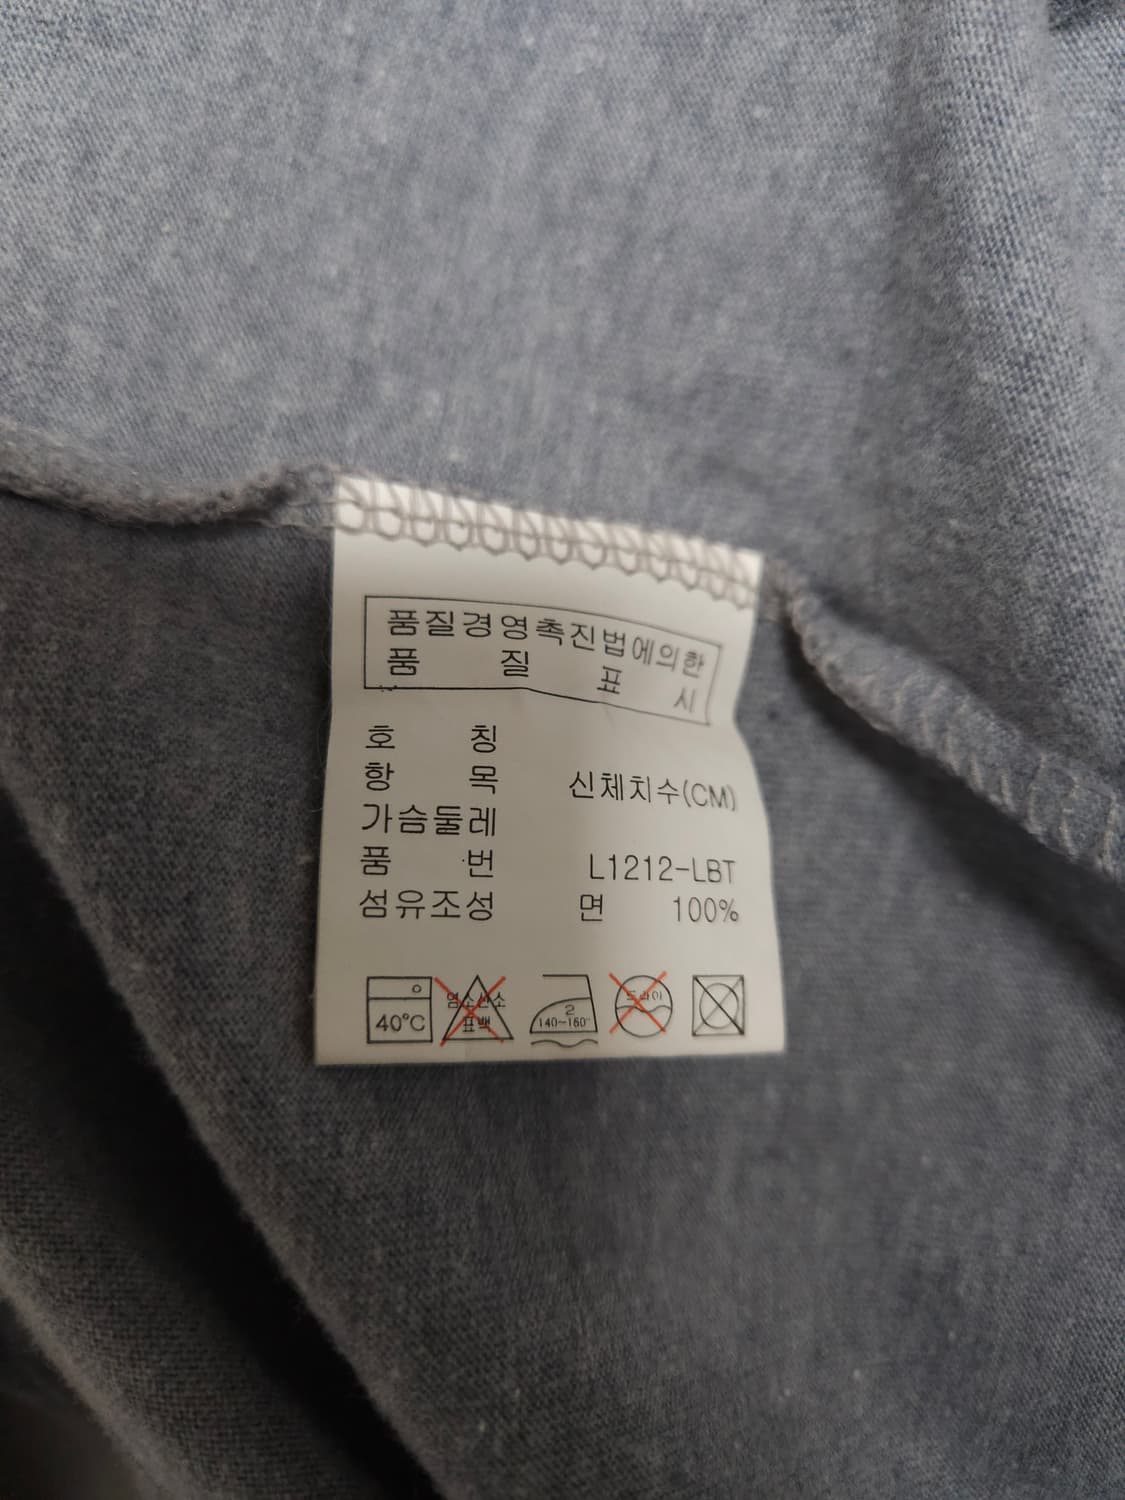 품질경영촉진법에의한
품 질 표 시
호 칭
항 목 신체치수(CM)
가슴둘레
품 번 L1212-LBT
섬유조성 면 100%
40℃ 염소산소 표백 2 140~160 드라이